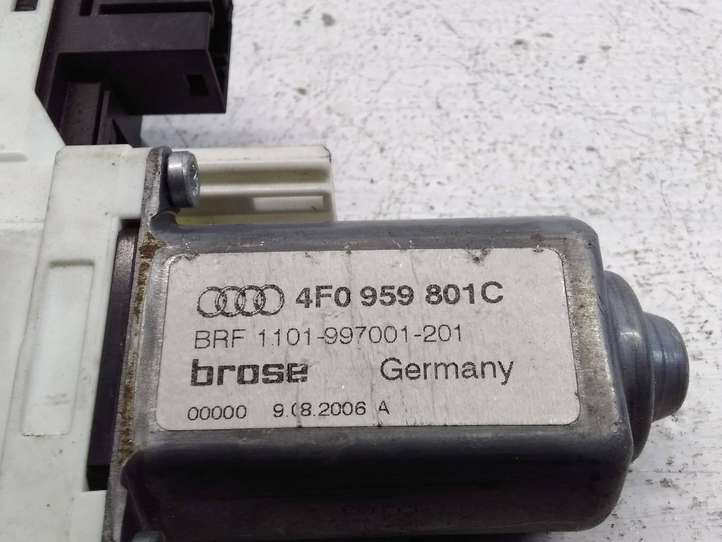 4F0 959 801C
BRF 1101-997001-201
brose Germany
00000 9.08.2006 A